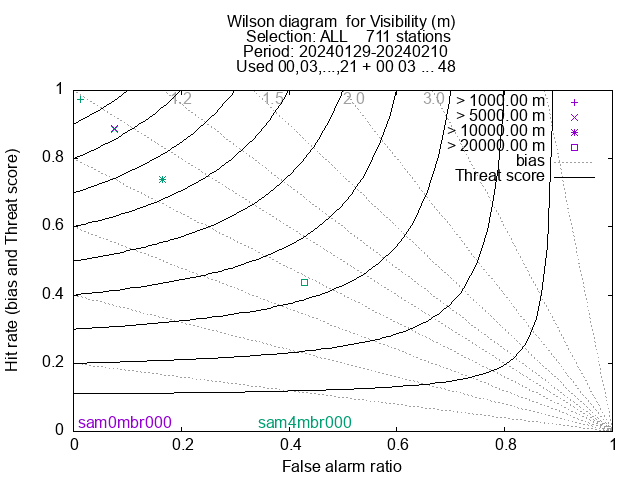 Wilson diagram  for Visibility (m)
Selection: ALL    711 stations
Period: 20240129-20240210
Used 00,03,...,21 + 00 03 ... 48
1.2 1.5 2.0 3.0
> 1000.00 m
> 5000.00 m
> 10000.00 m
> 20000.00 m
bias
Threat score
1
0.8
0.6
0.4
0.2
0
Hit rate (bias and Threat score)
sam0mbr000 sam4mbr000
0 0.2 0.4 0.6 0.8 1
False alarm ratio